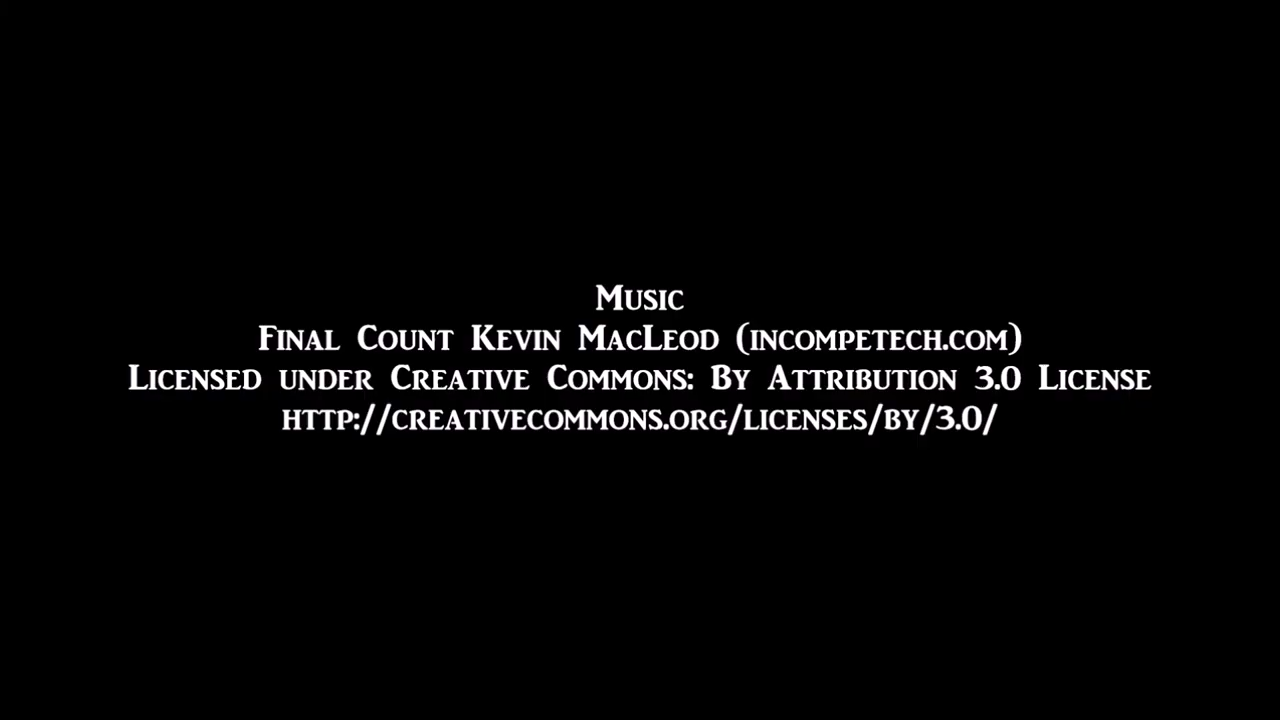 Music
Final Count Kevin MacLeod (incompetech.com)
Licensed under Creative Commons: By Attribution 3.0 License
http://creativecommons.org/licenses/by/3.0/